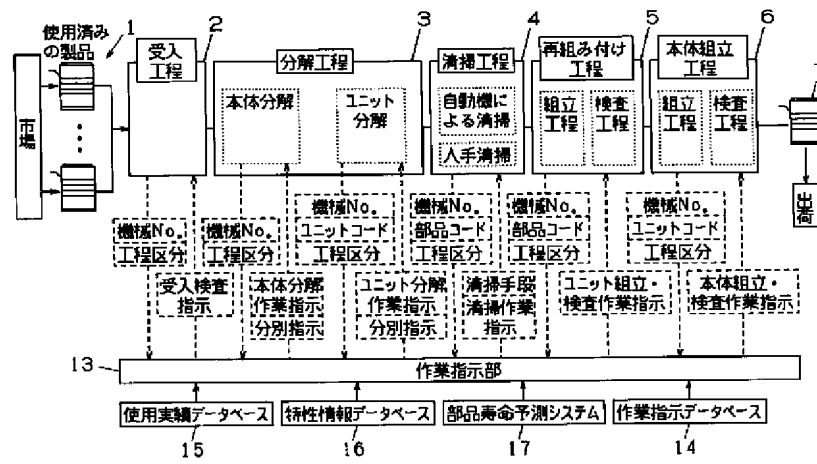 使用済み
の製品
1
受入
工程
2
分解工程
3
清掃工程
4
再組み付け
工程
5
本体組立
工程
6
市場
本体分解
ユニット
分解
自動機に
よる清掃
人手清掃
組立
工程
検査
工程
組立
工程
検査
工程
出荷
機械No.
工程区分
受入検査
指示
機械No.
工程区分
本体分解
作業指示
分別指示
機械No.
ユニットコード
工程区分
ユニット分解
作業指示
分別指示
機械No.
部品コード
工程区分
清掃手段
清掃作業
指示
機械No.
部品コード
工程区分
ユニット組立・
検査作業指示
機械No.
ユニットコード
工程区分
本体組立・
検査作業指示
13
作業指示部
使用実績データベース
特性情報データベース
部品寿命予測システム
作業指示データベース
15
16
17
14